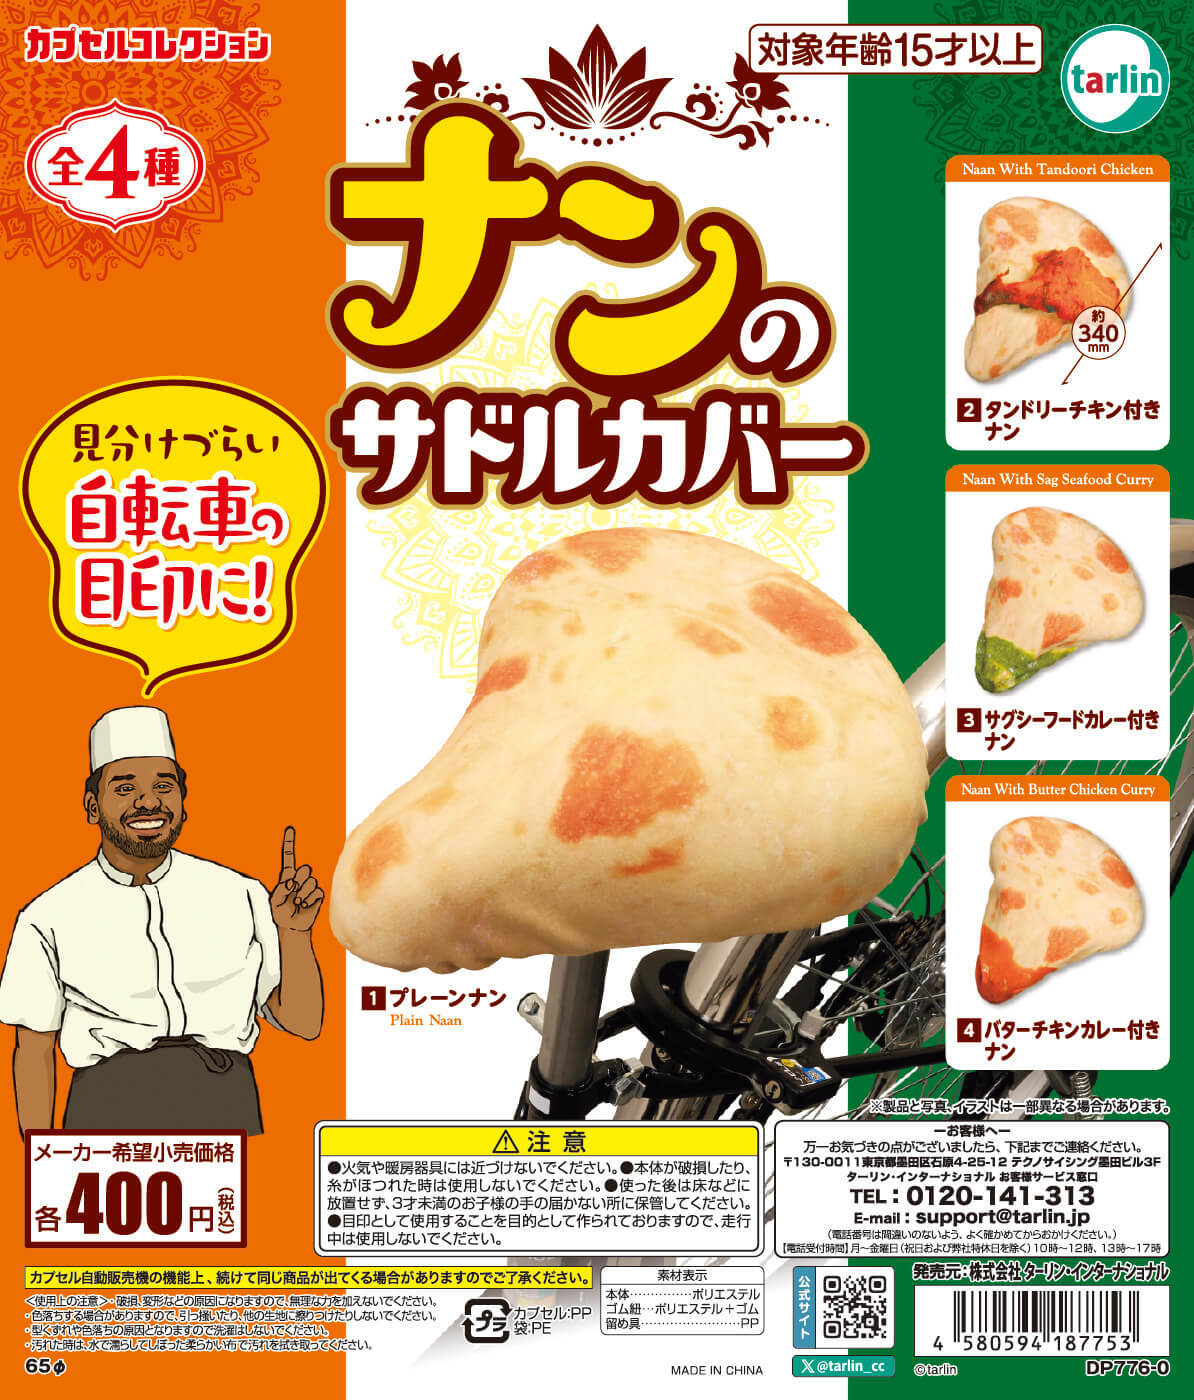 カプセルコレクション
全4種
対象年齢15才以上
tarlin
ナンの
サドルカバー
見分けづらい
自転車の
目印に!
Naan With Tandoori Chicken
約
340
mm
2 タンドリーチキン付き
ナン
Naan With Sag Seafood Curry
3 サグシーフードカレー付き
ナン
Naan With Butter Chicken Curry
4 バターチキンカレー付き
ナン
1 プレーンナン
Plain Naan
※製品と写真、イラストは一部異なる場合があります。
メーカー希望小売価格
各400円(税込)
⚠注意
●火気や暖房器具には近づけないでください。●本体が破損したり、
糸がほつれた時は使用しないでください。●使った後は床などに
放置せず、3才未満のお子様の手の届かない所に保管してください。
●目印として使用することを目的として作られておりますので、走行
中は使用しないでください。
ーお客様へー
万一お気づきの点がございましたら、下記までご連絡ください。
〒130-0011東京都墨田区石原4-25-12 テクノサイシング墨田ビル3F
ターリン・インターナショナル お客様サービス窓口
TEL:0120-141-313
E-mail:support@tarlin.jp
(電話番号は間違いのないよう、よく確かめてからおかけください。)
【電話受付時間】月〜金曜日(祝日および弊社特休日を除く)10時〜12時、13時〜17時
カプセル自動販売機の機能上、続けて同じ商品が出てくる場合がありますのでご了承ください。
<使用上の注意>・破損、変形などの原因になりますので、無理な力を加えないでください。
・色落ちする場合がありますので、引っ掻いたり、他の生地に擦りつけたりしないでください。
・型くずれや色落ちの原因となりますので洗濯はしないでください。
・汚れた時は、水で濡らしてしぼった柔らかい布で汚れを拭き取ってください。
65φ
プラ
カプセル:PP
袋:PE
素材表示
本体…………ポリエステル
ゴム紐…ポリエステル+ゴム
留め具……………………PP
MADE IN CHINA
公式サイト
X @tarlin_cc
発売元:株式会社ターリン・インターナショナル
4 580594 187753
©tarlin
DP776-0